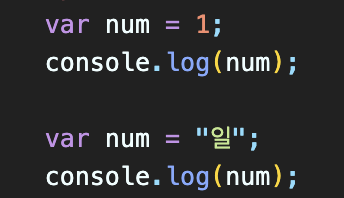 var num = 1;
console.log(num);
var num = "일";
console.log(num);